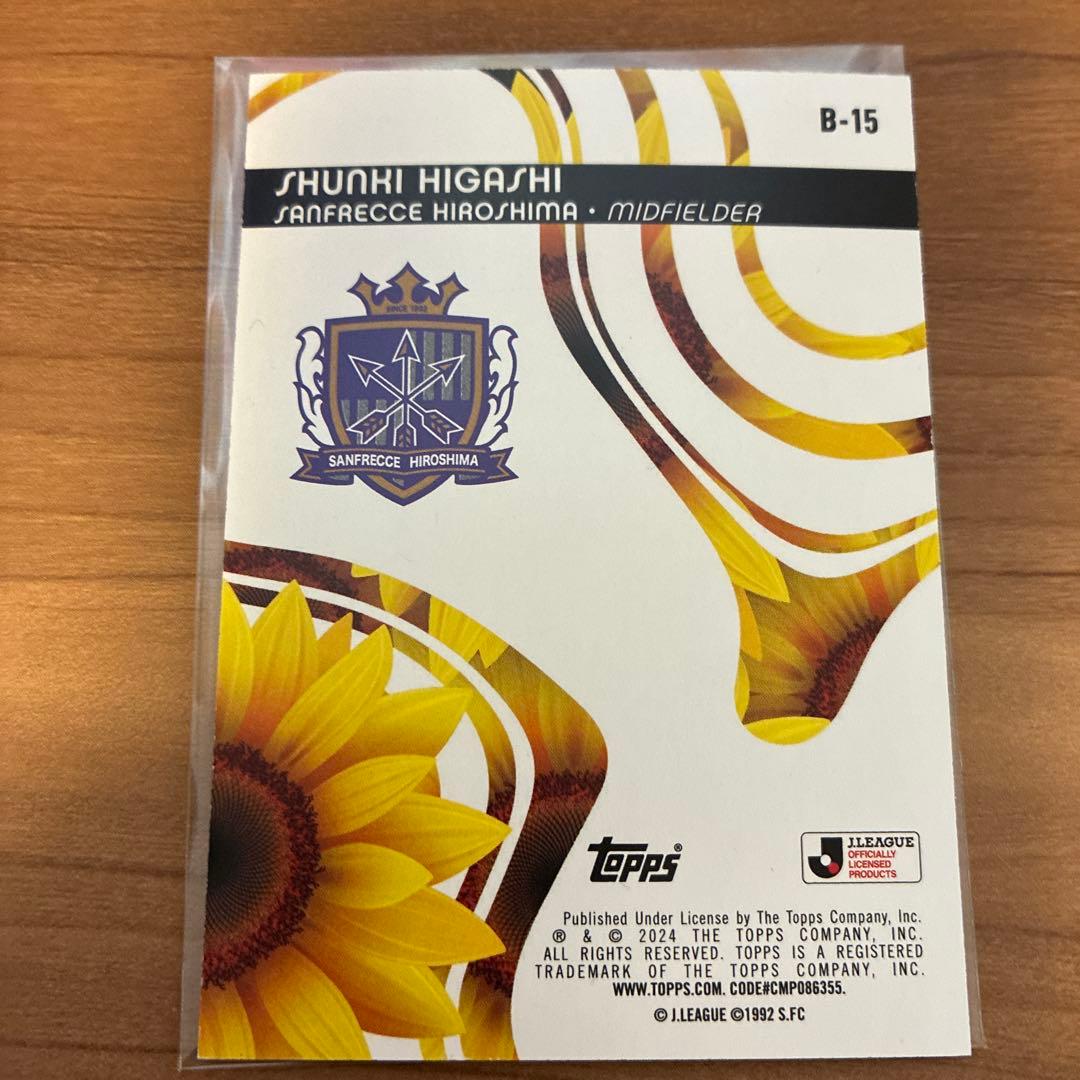 B-15
SHUNKI HIGASHI
SANFRECCE HIROSHIMA • MIDFIELDER
SINCE 1992
SANFRECCE HIROSHIMA
topps®
J.LEAGUE
OFFICIALLY
LICENSED
PRODUCTS
Published Under License by The Topps Company, Inc.
® & © 2024 THE TOPPS COMPANY, INC.
ALL RIGHTS RESERVED. TOPPS IS A REGISTERED
TRADEMARK OF THE TOPPS COMPANY, INC.
WWW.TOPPS.COM. CODE#CMP086355.
© J.LEAGUE ©1992 S.FC